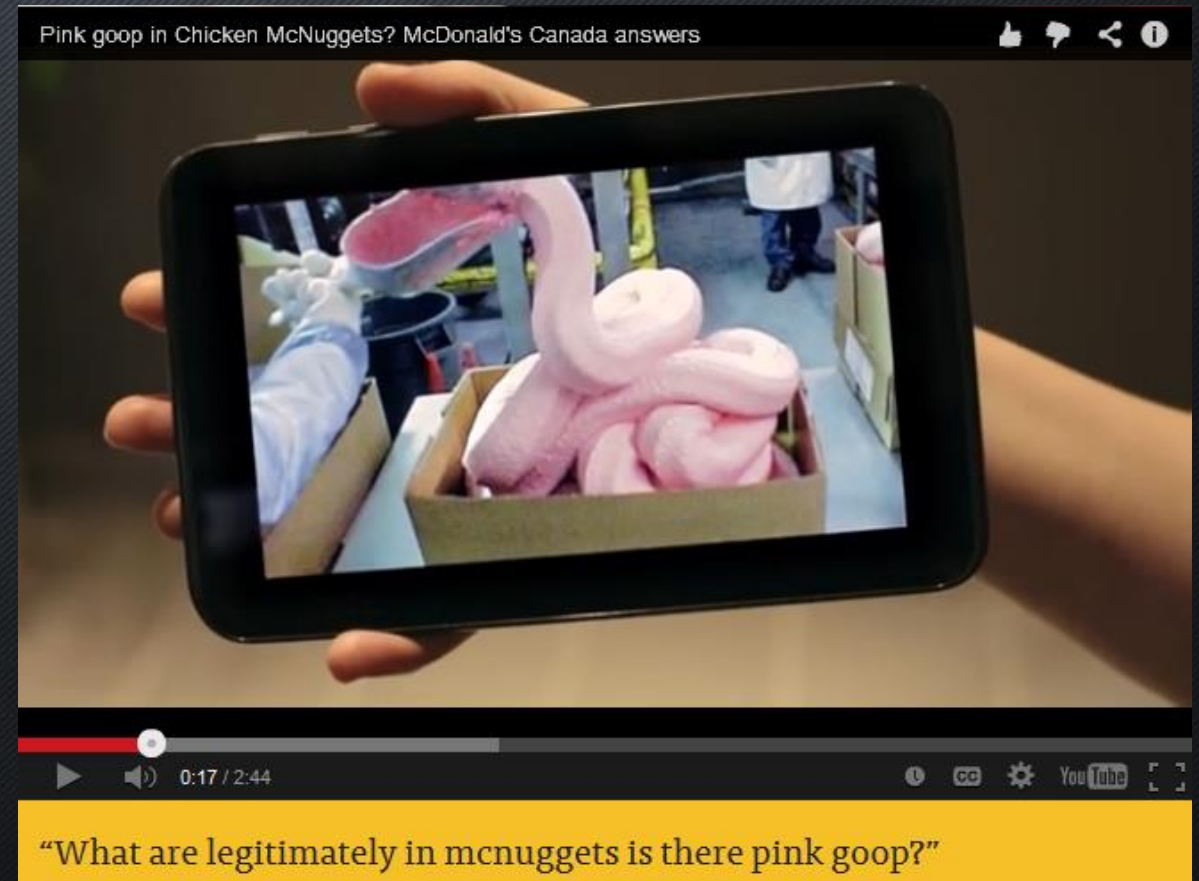 Pink goop in Chicken McNuggets? McDonald's Canada answers
0:17 / 2:44
CC
YouTube
“What are legitimately in mcnuggets is there pink goop?”